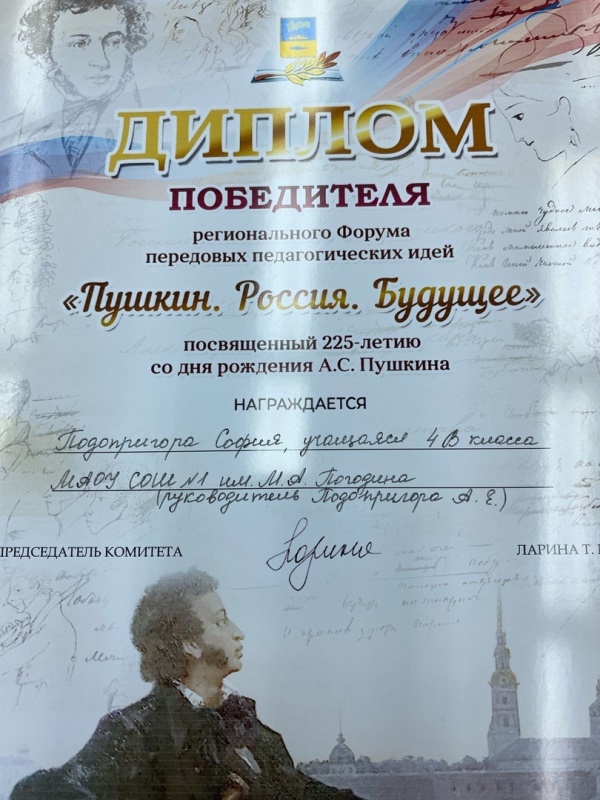 ДИПЛОМ
ПОБЕДИТЕЛЯ
регионального Форума
передовых педагогических идей
«Пушкин. Россия. Будущее»
посвященный 225-летию
со дня рождения А.С. Пушкина
НАГРАЖДАЕТСЯ
Подопригора София, учащаяся 4 В класса
МАОУ СОШ №1 им. М.А. Погодина
(руководитель Подопригора А. Е.)
ПРЕДСЕДАТЕЛЬ КОМИТЕТА
ЛАРИНА Т.